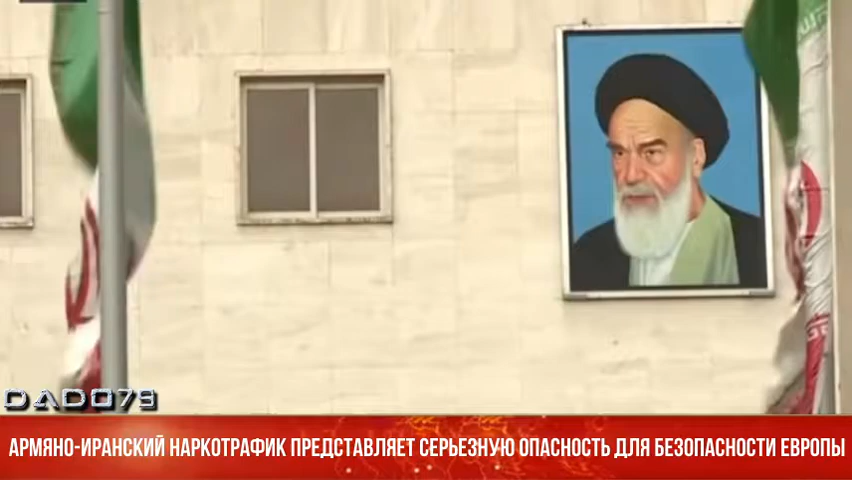 DADO79
АРМЯНО-ИРАНСКИЙ НАРКОТРАФИК ПРЕДСТАВЛЯЕТ СЕРЬЕЗНУЮ ОПАСНОСТЬ ДЛЯ БЕЗОПАСНОСТИ ЕВРОПЫ